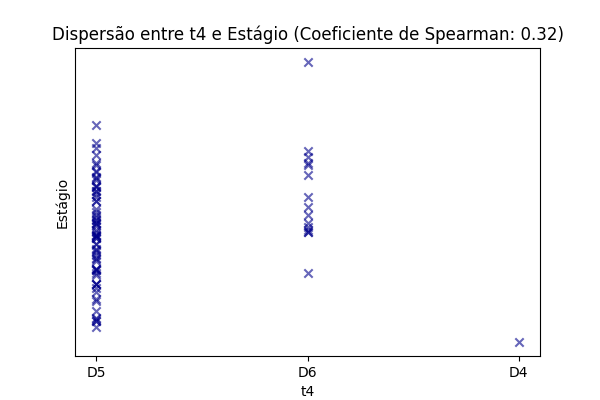 Dispersão entre t4 e Estágio (Coeficiente de Spearman: 0.32)
Estágio
D5 D6 D4
t4